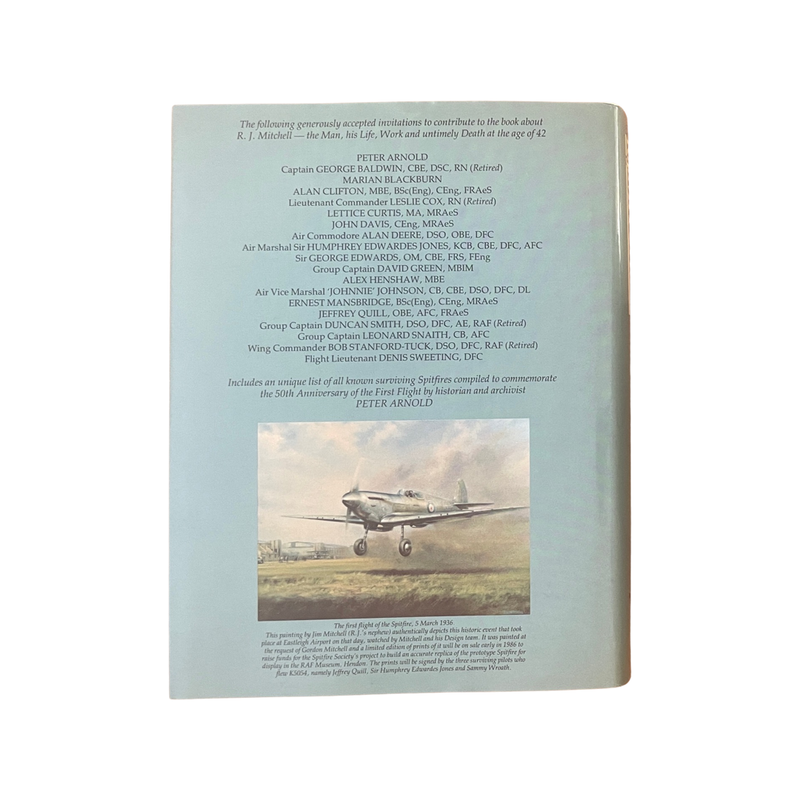 The following generously accepted invitations to contribute to the book about
R. J. Mitchell — the Man, his Life, Work and untimely Death at the age of 42
PETER ARNOLD
Captain GEORGE BALDWIN, CBE, DSC, RN (Retired)
MARIAN BLACKBURN
ALAN CLIFTON, MBE, BSc(Eng), CEng, FRAeS
Lieutenant Commander LESLIE COX, RN (Retired)
LETTICE CURTIS, MA, MRAeS
JOHN DAVIS, CEng, MRAeS
Air Commodore ALAN DEERE, DSO, OBE, DFC
Air Marshal Sir HUMPHREY EDWARDES JONES, KCB, CBE, DFC, AFC
Sir GEORGE EDWARDS, OM, CBE, FRS, FEng
Group Captain DAVID GREEN, MBIM
ALEX HENSHAW, MBE
Air Vice Marshal 'JOHNNIE' JOHNSON, CB, CBE, DSO, DFC, DL
ERNEST MANSBRIDGE, BSc(Eng), CEng, MRAeS
JEFFREY QUILL, OBE, AFC, FRAeS
Group Captain DUNCAN SMITH, DSO, DFC, AE, RAF (Retired)
Group Captain LEONARD SNAITH, CB, AFC
Wing Commander BOB STANFORD-TUCK, DSO, DFC, RAF (Retired)
Flight Lieutenant DENIS SWEETING, DFC
Includes an unique list of all known surviving Spitfires compiled to commemorate
the 50th Anniversary of the First Flight by historian and archivist
PETER ARNOLD
The first flight of the Spitfire, 5 March 1936
This painting by Jim Mitchell (R.J.'s nephew) authentically depicts this historic event that took
place at Eastleigh Airport on that day, watched by Mitchell and his Design team. It was painted at
the request of Gordon Mitchell and a limited edition of prints of it will be on sale early in 1986 to
raise funds for the Spitfire Society's project to build an accurate replica of the prototype Spitfire for
display in the RAF Museum, Hendon. The prints will be signed by the three surviving pilots who
flew K5054, namely Jeffrey Quill, Sir Humphrey Edwardes Jones and Sammy Wroath.